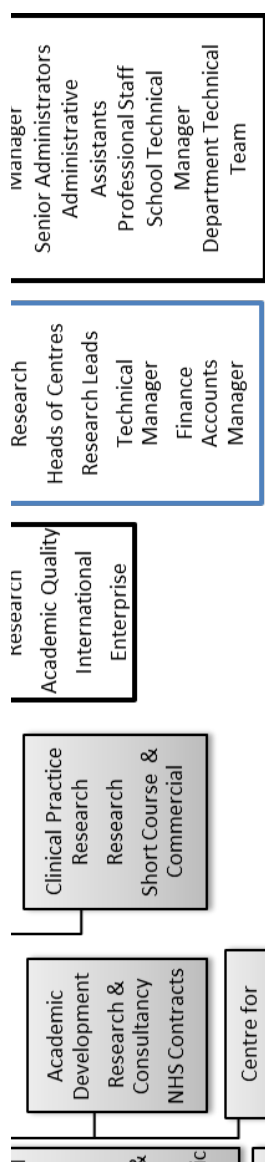 Senior Administrators
Administrative
Assistants
Professional Staff
School Technical
Manager
Department Technical
Team
Research
Heads of Centres
Research Leads
Technical
Manager
Finance
Accounts
Manager
Research
Academic Quality
International
Enterprise
Clinical Practice
Research
Research
Short Course &
Commercial
Academic
Development
Research &
Consultancy
NHS Contracts
Centre for
&